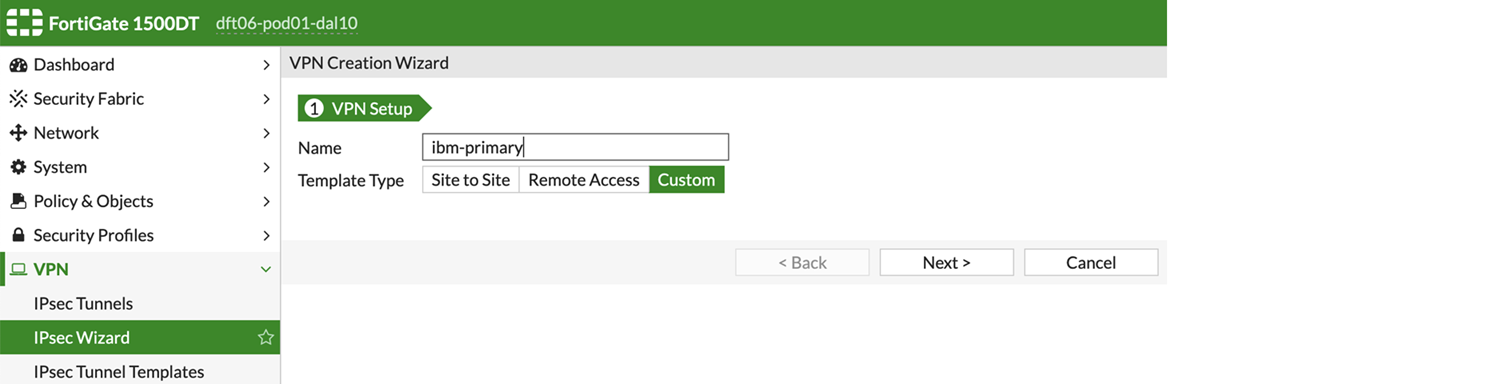 FortiGate 1500DT dft06-pod01-dal10
Dashboard
Security Fabric
Network
System
Policy & Objects
Security Profiles
VPN
IPsec Tunnels
IPsec Wizard
IPsec Tunnel Templates
VPN Creation Wizard
1 VPN Setup
Name ibm-primary
Template Type Site to Site Remote Access Custom
< Back Next > Cancel